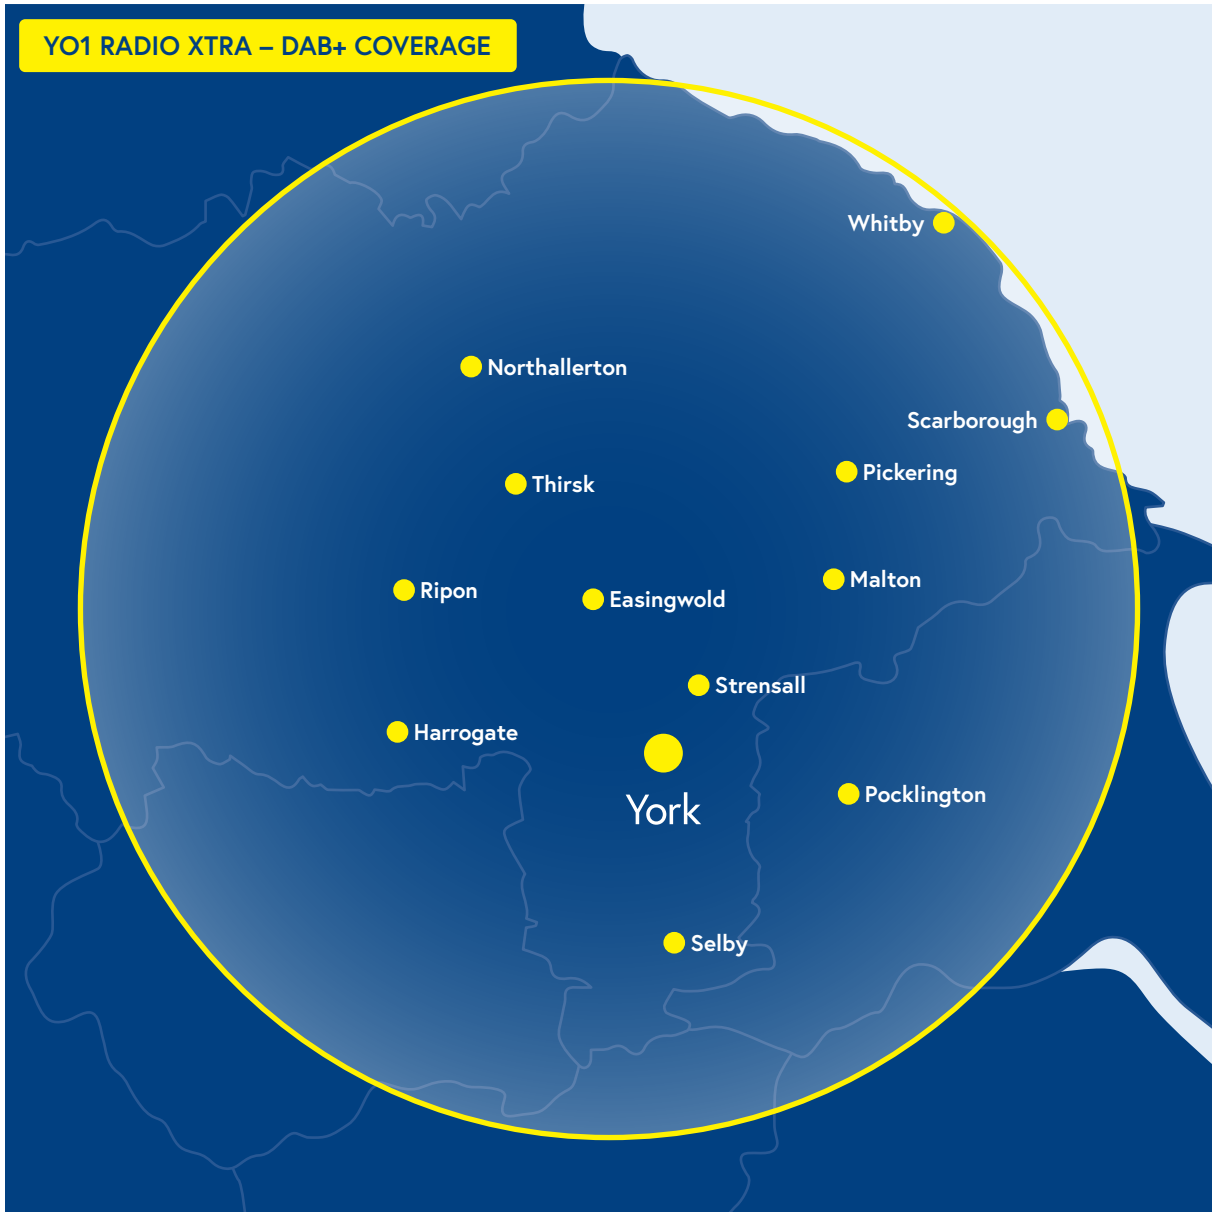 YO1 RADIO XTRA – DAB+ COVERAGE
Whitby
Northallerton
Scarborough
Pickering
Thirsk
Malton
Ripon
Easingwold
Strensall
Harrogate
York
Pocklington
Selby